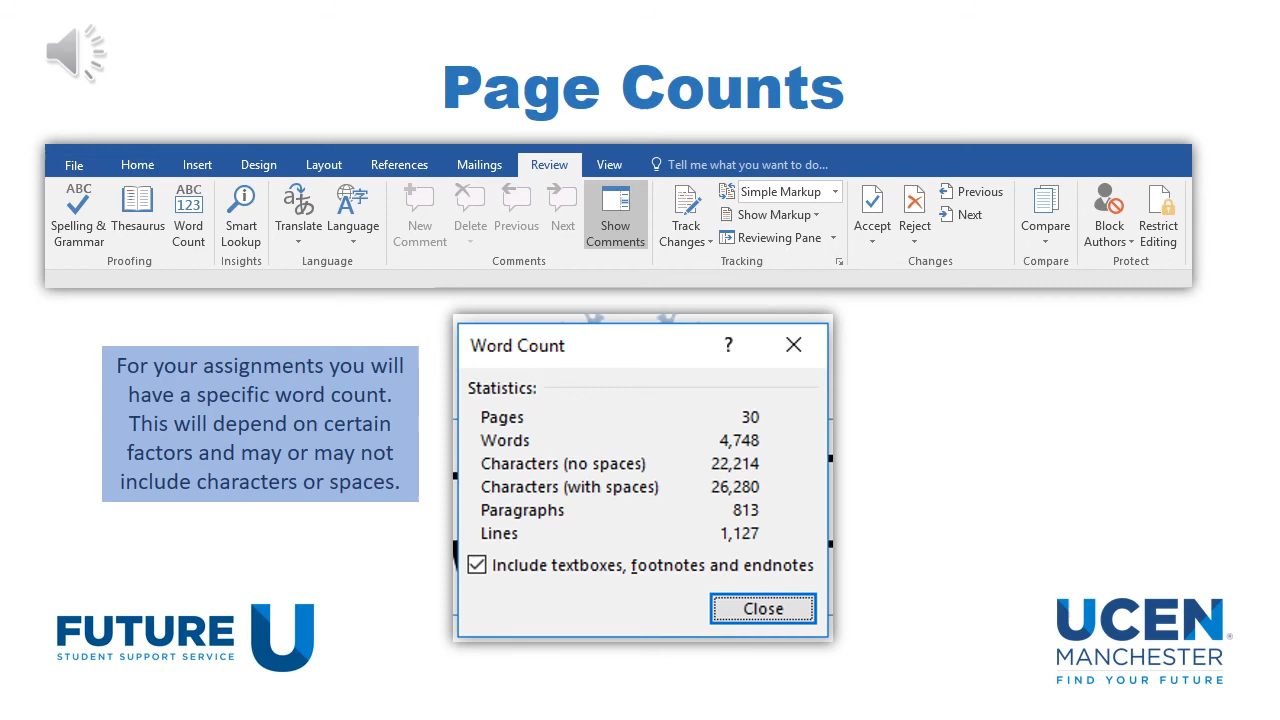 Page Counts
File Home Insert Design Layout References Mailings Review View Tell me what you want to do...
ABC ABC 123
Spelling & Grammar Thesaurus Word Count Smart Lookup Translate Language New Comment Delete Previous Next Show Comments Track Changes Simple Markup Show Markup Reviewing Pane Accept Reject Previous Next Compare Block Authors Restrict Editing
Proofing Insights Language Comments Tracking Changes Compare Protect
For your assignments you will
have a specific word count.
This will depend on certain
factors and may or may not
include characters or spaces.
Word Count ?
Statistics:
Pages 30
Words 4,748
Characters (no spaces) 22,214
Characters (with spaces) 26,280
Paragraphs 813
Lines 1,127
Include textboxes, footnotes and endnotes
Close
FUTURE U
STUDENT SUPPORT SERVICE
UCEN®
MANCHESTER
FIND YOUR FUTURE